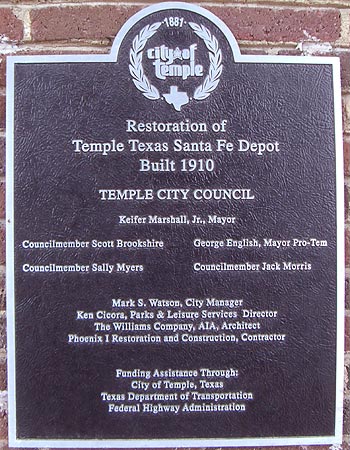 1881
city of
Temple
Restoration of
Temple Texas Santa Fe Depot
Built 1910
TEMPLE CITY COUNCIL
Keifer Marshall, Jr., Mayor
Councilmember Scott Brookshire George English, Mayor Pro-Tem
Councilmember Sally Myers Councilmember Jack Morris
Mark S. Watson, City Manager
Ken Cicora, Parks & Leisure Services Director
The Williams Company, AIA, Architect
Phoenix I Restoration and Construction, Contractor
Funding Assistance Through:
City of Temple, Texas
Texas Department of Transportation
Federal Highway Administration